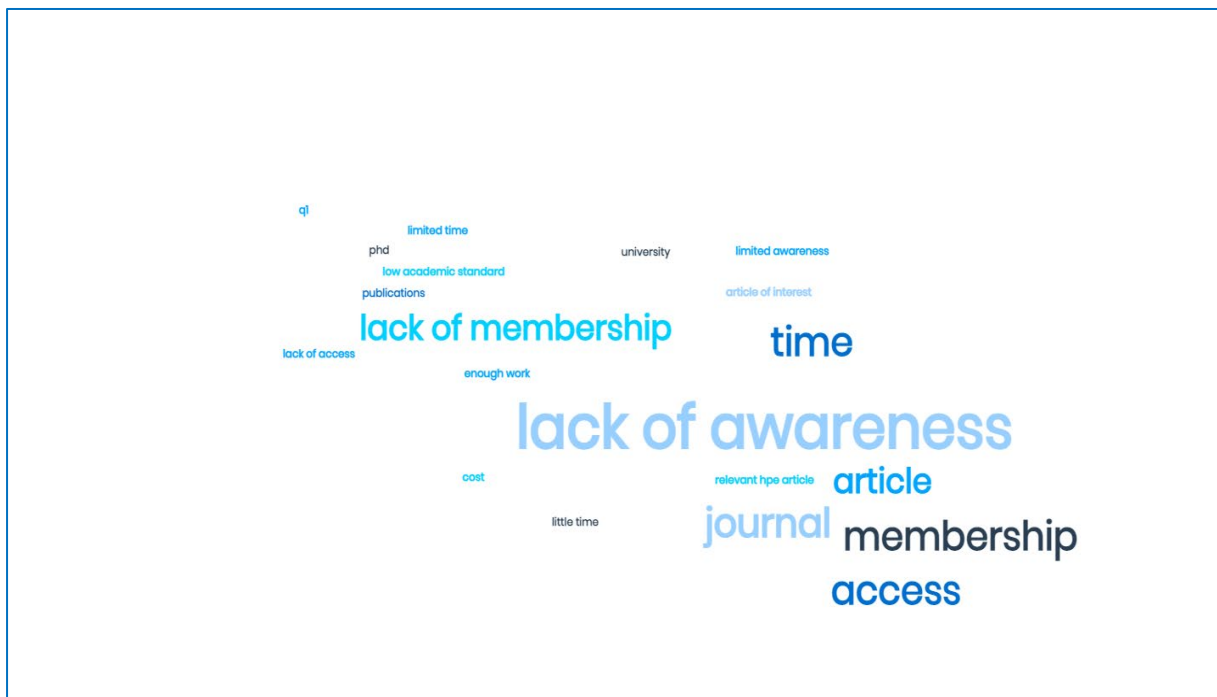 q1
limited time
phd
university
limited awareness
low academic standard
publications
article of interest
lack of membership
time
lack of access
enough work
lack of awareness
cost
relevant hpe article
article
little time
journal
membership
access